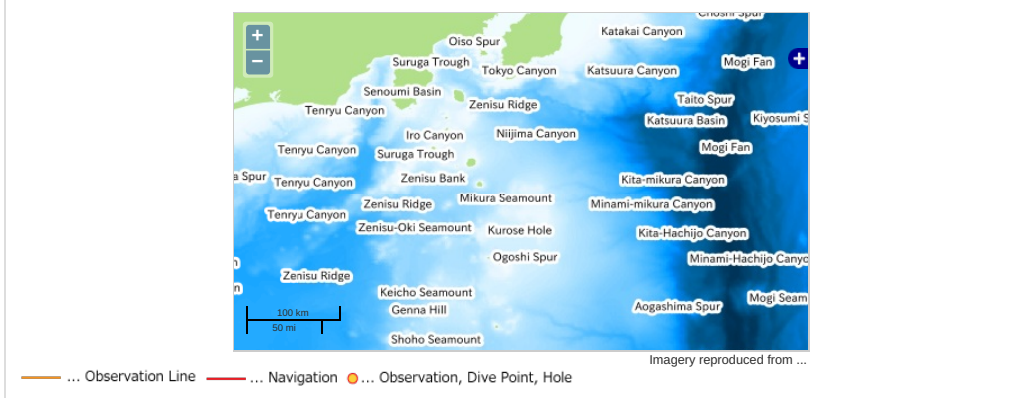 Choshi Spur
+
Katakai Canyon
Oiso Spur
−
Suruga Trough
Mogi Fan
+
Tokyo Canyon
Katsuura Canyon
Senoumi Basin
Taito Spur
Zenisu Ridge
Tenryu Canyon
Katsuura Basin
Kiyosumi S
Iro Canyon
Niijima Canyon
Tenryu Canyon
Suruga Trough
Mogi Fan
a Spur
Tenryu Canyon
Zenisu Bank
Kita-mikura Canyon
Mikura Seamount
Zenisu Ridge
Minami-mikura Canyon
Tenryu Canyon
Zenisu-Oki Seamount
Kurose Hole
Kita-Hachijo Canyon
Ogoshi Spur
Minami-Hachijo Canyo
n
Zenisu Ridge
n
Keicho Seamount
Mogi Seam
Genna Hill
Aogashima Spur
100 km
50 mi
Shoho Seamount
Imagery reproduced from ...
... Observation Line ... Navigation ... Observation, Dive Point, Hole